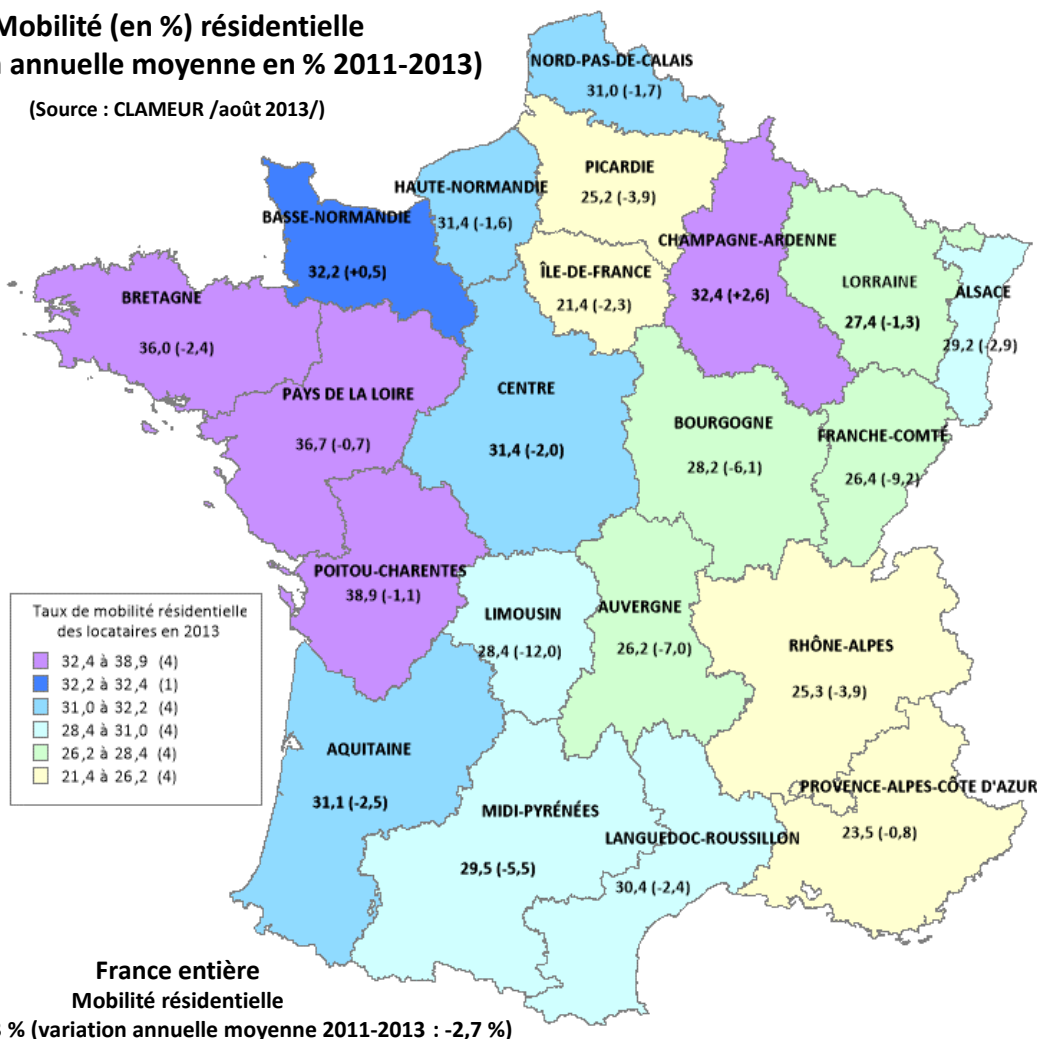 Mobilité (en %) résidentielle
annuelle moyenne en % 2011-2013)
(Source : CLAMEUR /août 2013/)
NORD-PAS-DE-CALAIS
31,0 (-1,7)
PICARDIE
25,2 (-3,9)
HAUTE-NORMANDIE
31,4 (-1,6)
BASSE-NORMANDIE
32,2 (+0,5)
CHAMPAGNE-ARDENNE
32,4 (+2,6)
ÎLE-DE-FRANCE
21,4 (-2,3)
LORRAINE
27,4 (-1,3)
ALSACE
29,2 (-2,9)
BRETAGNE
36,0 (-2,4)
PAYS DE LA LOIRE
36,7 (-0,7)
CENTRE
31,4 (-2,0)
BOURGOGNE
28,2 (-6,1)
FRANCHE-COMTÉ
26,4 (-9,2)
POITOU-CHARENTES
38,9 (-1,1)
LIMOUSIN
28,4 (-12,0)
AUVERGNE
26,2 (-7,0)
RHÔNE-ALPES
25,3 (-3,9)
Taux de mobilité résidentielle
des locataires en 2013
32,4 à 38,9 (4)
32,2 à 32,4 (1)
31,0 à 32,2 (4)
28,4 à 31,0 (4)
26,2 à 28,4 (4)
21,4 à 26,2 (4)
AQUITAINE
31,1 (-2,5)
MIDI-PYRÉNÉES
29,5 (-5,5)
LANGUEDOC-ROUSSILLON
30,4 (-2,4)
PROVENCE-ALPES-CÔTE D'AZUR
23,5 (-0,8)
France entière
Mobilité résidentielle
% (variation annuelle moyenne 2011-2013 : -2,7 %)